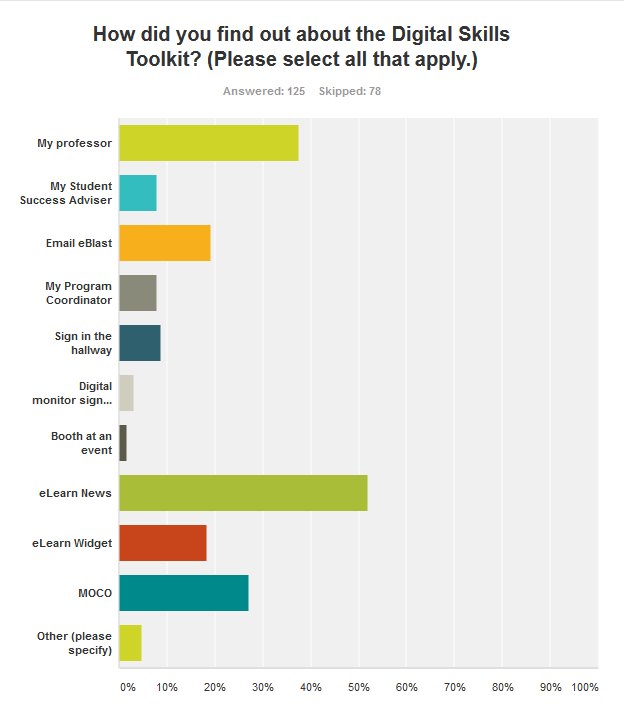 How did you find out about the Digital Skills
Toolkit? (Please select all that apply.)
Answered: 125 Skipped: 78
My professor
My Student
Success Adviser
Email eBlast
My Program
Coordinator
Sign in the
hallway
Digital
monitor sign...
Booth at an
event
eLearn News
eLearn Widget
MOCO
Other (please
specify)
0% 10% 20% 30% 40% 50% 60% 70% 80% 90% 100%